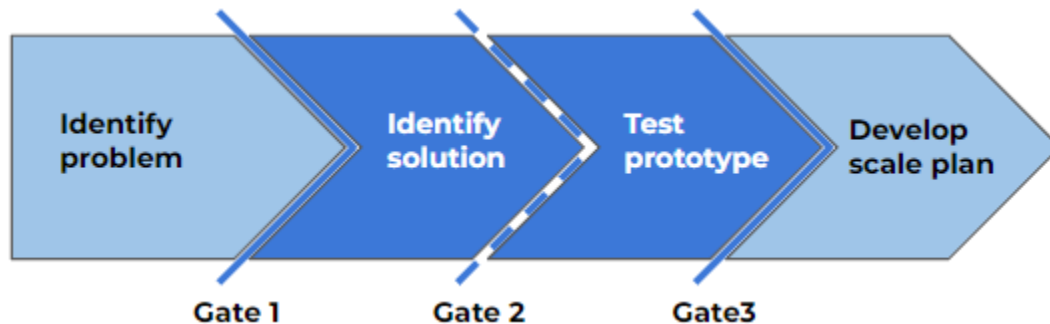 Identify
problem
Identify
solution
Test
prototype
Develop
scale plan
Gate 1
Gate 2
Gate3